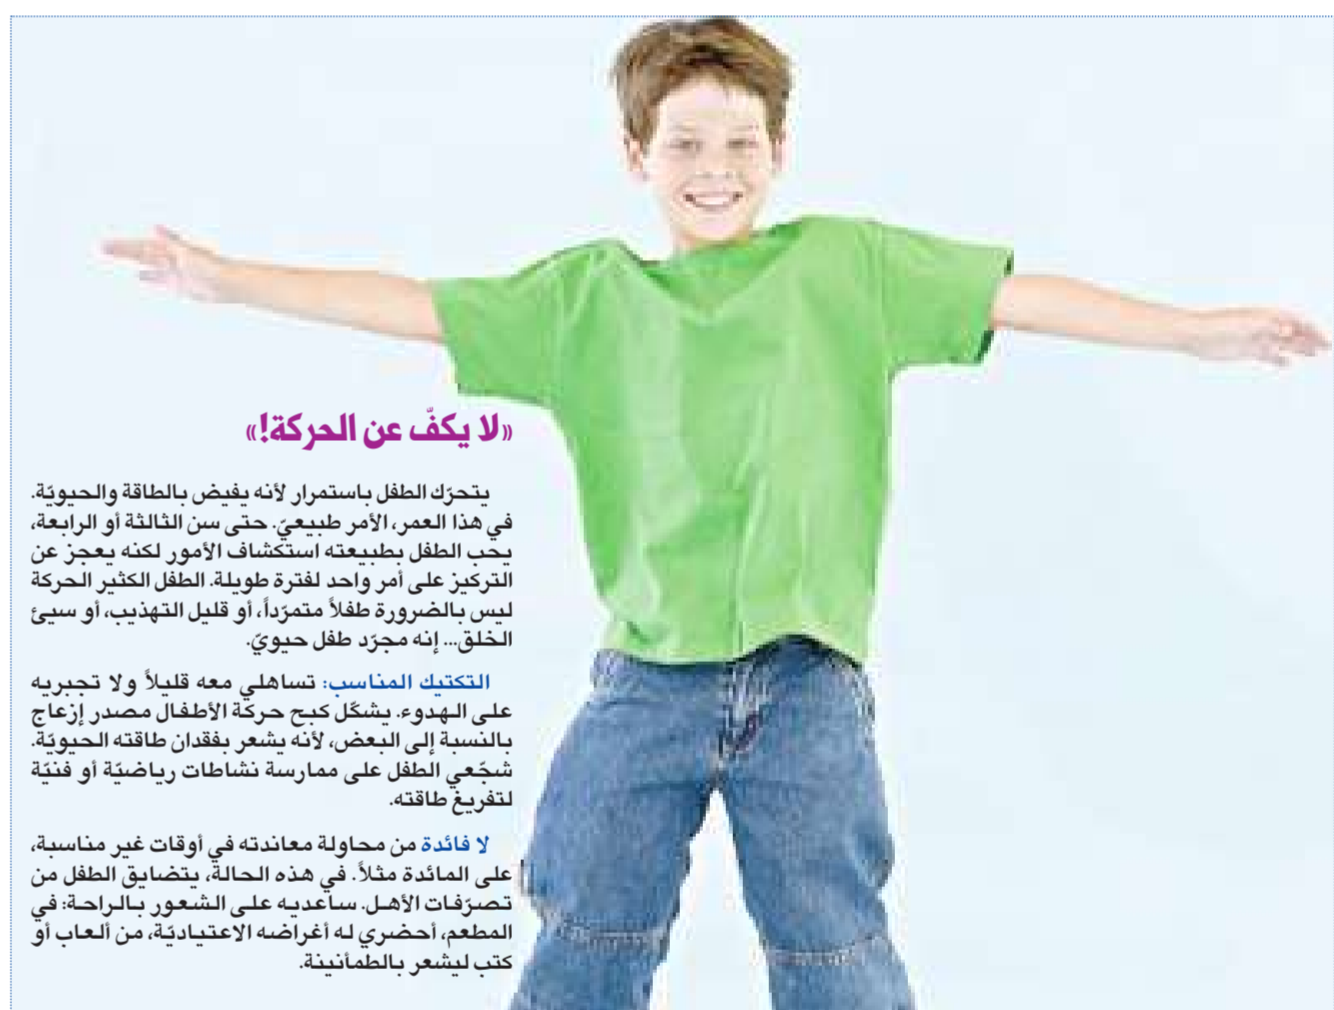 «لا يكفّ عن الحركة!»
يتحرّك الطفل باستمرار لأنه يفيض بالطاقة والحيويّة.
في هذا العمر، الأمر طبيعيّ. حتى سن الثالثة أو الرابعة،
يحب الطفل بطبيعته استكشاف الأمور لكنه يعجز عن
التركيز على أمر واحد لفترة طويلة. الطفل الكثير الحركة
ليس بالضرورة طفلاً متمرّداً، أو قليل التهذيب، أو سيئ
الخلق... إنه مجرّد طفل حيويّ.
التكتيك المناسب: تساهلي معه قليلاً ولا تجبريه
على الهدوء. يشكّل كبح حركة الأطفال مصدر إزعاج
بالنسبة إلى البعض، لأنه يشعر بفقدان طاقته الحيويّة.
شجّعي الطفل على ممارسة نشاطات رياضيّة أو فنيّة
لتفريغ طاقته.
لا فائدة من محاولة معاندته في أوقات غير مناسبة،
على المائدة مثلاً. في هذه الحالة، يتضايق الطفل من
تصرّفات الأهل. ساعديه على الشعور بالراحة: في
المطعم، أحضري له أغراضه الاعتياديّة، من ألعاب أو
كتب ليشعر بالطمأنينة.